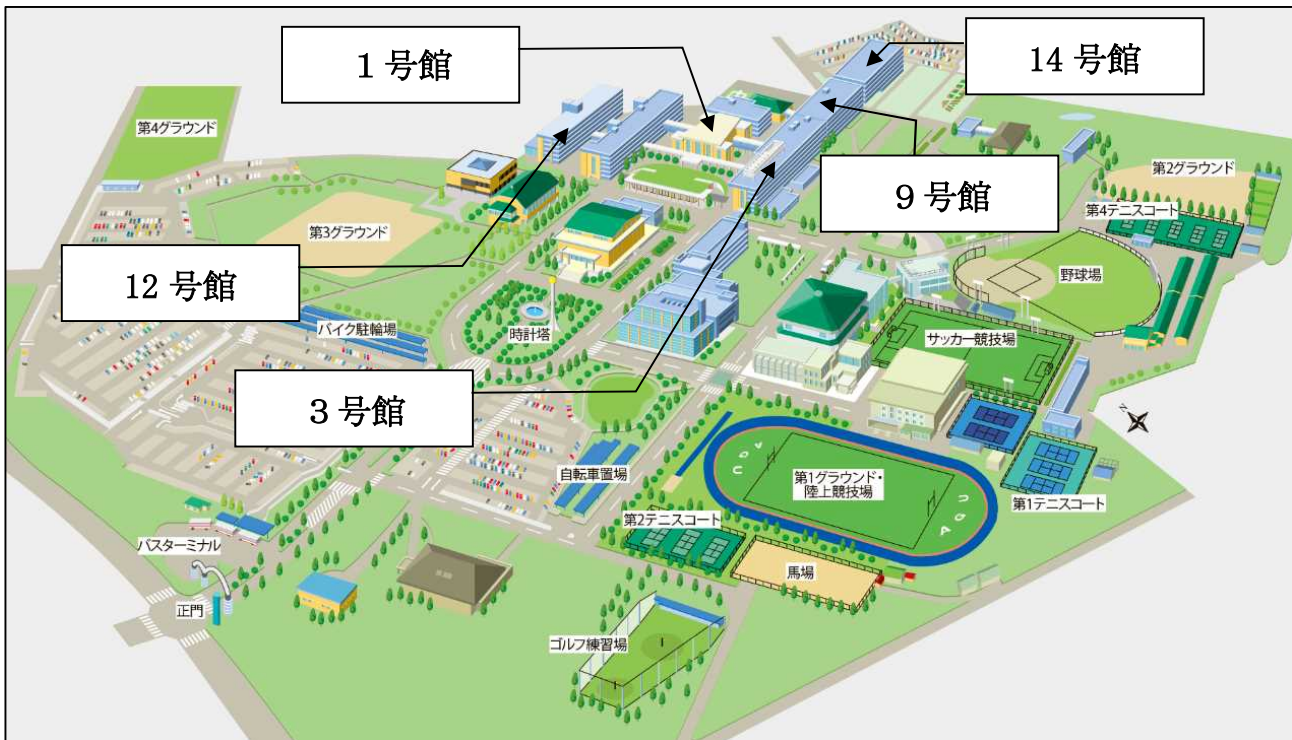 1 号館
14 号館
第4グラウンド
第2グラウンド
9 号館
第4テニスコート
第3グラウンド
野球場
12 号館
バイク駐輪場
時計塔
サッカー競技場
3 号館
N
自転車置場
第1グラウンド・
陸上競技場
第1テニスコート
第2テニスコート
バスターミナル
馬場
正門
ゴルフ練習場